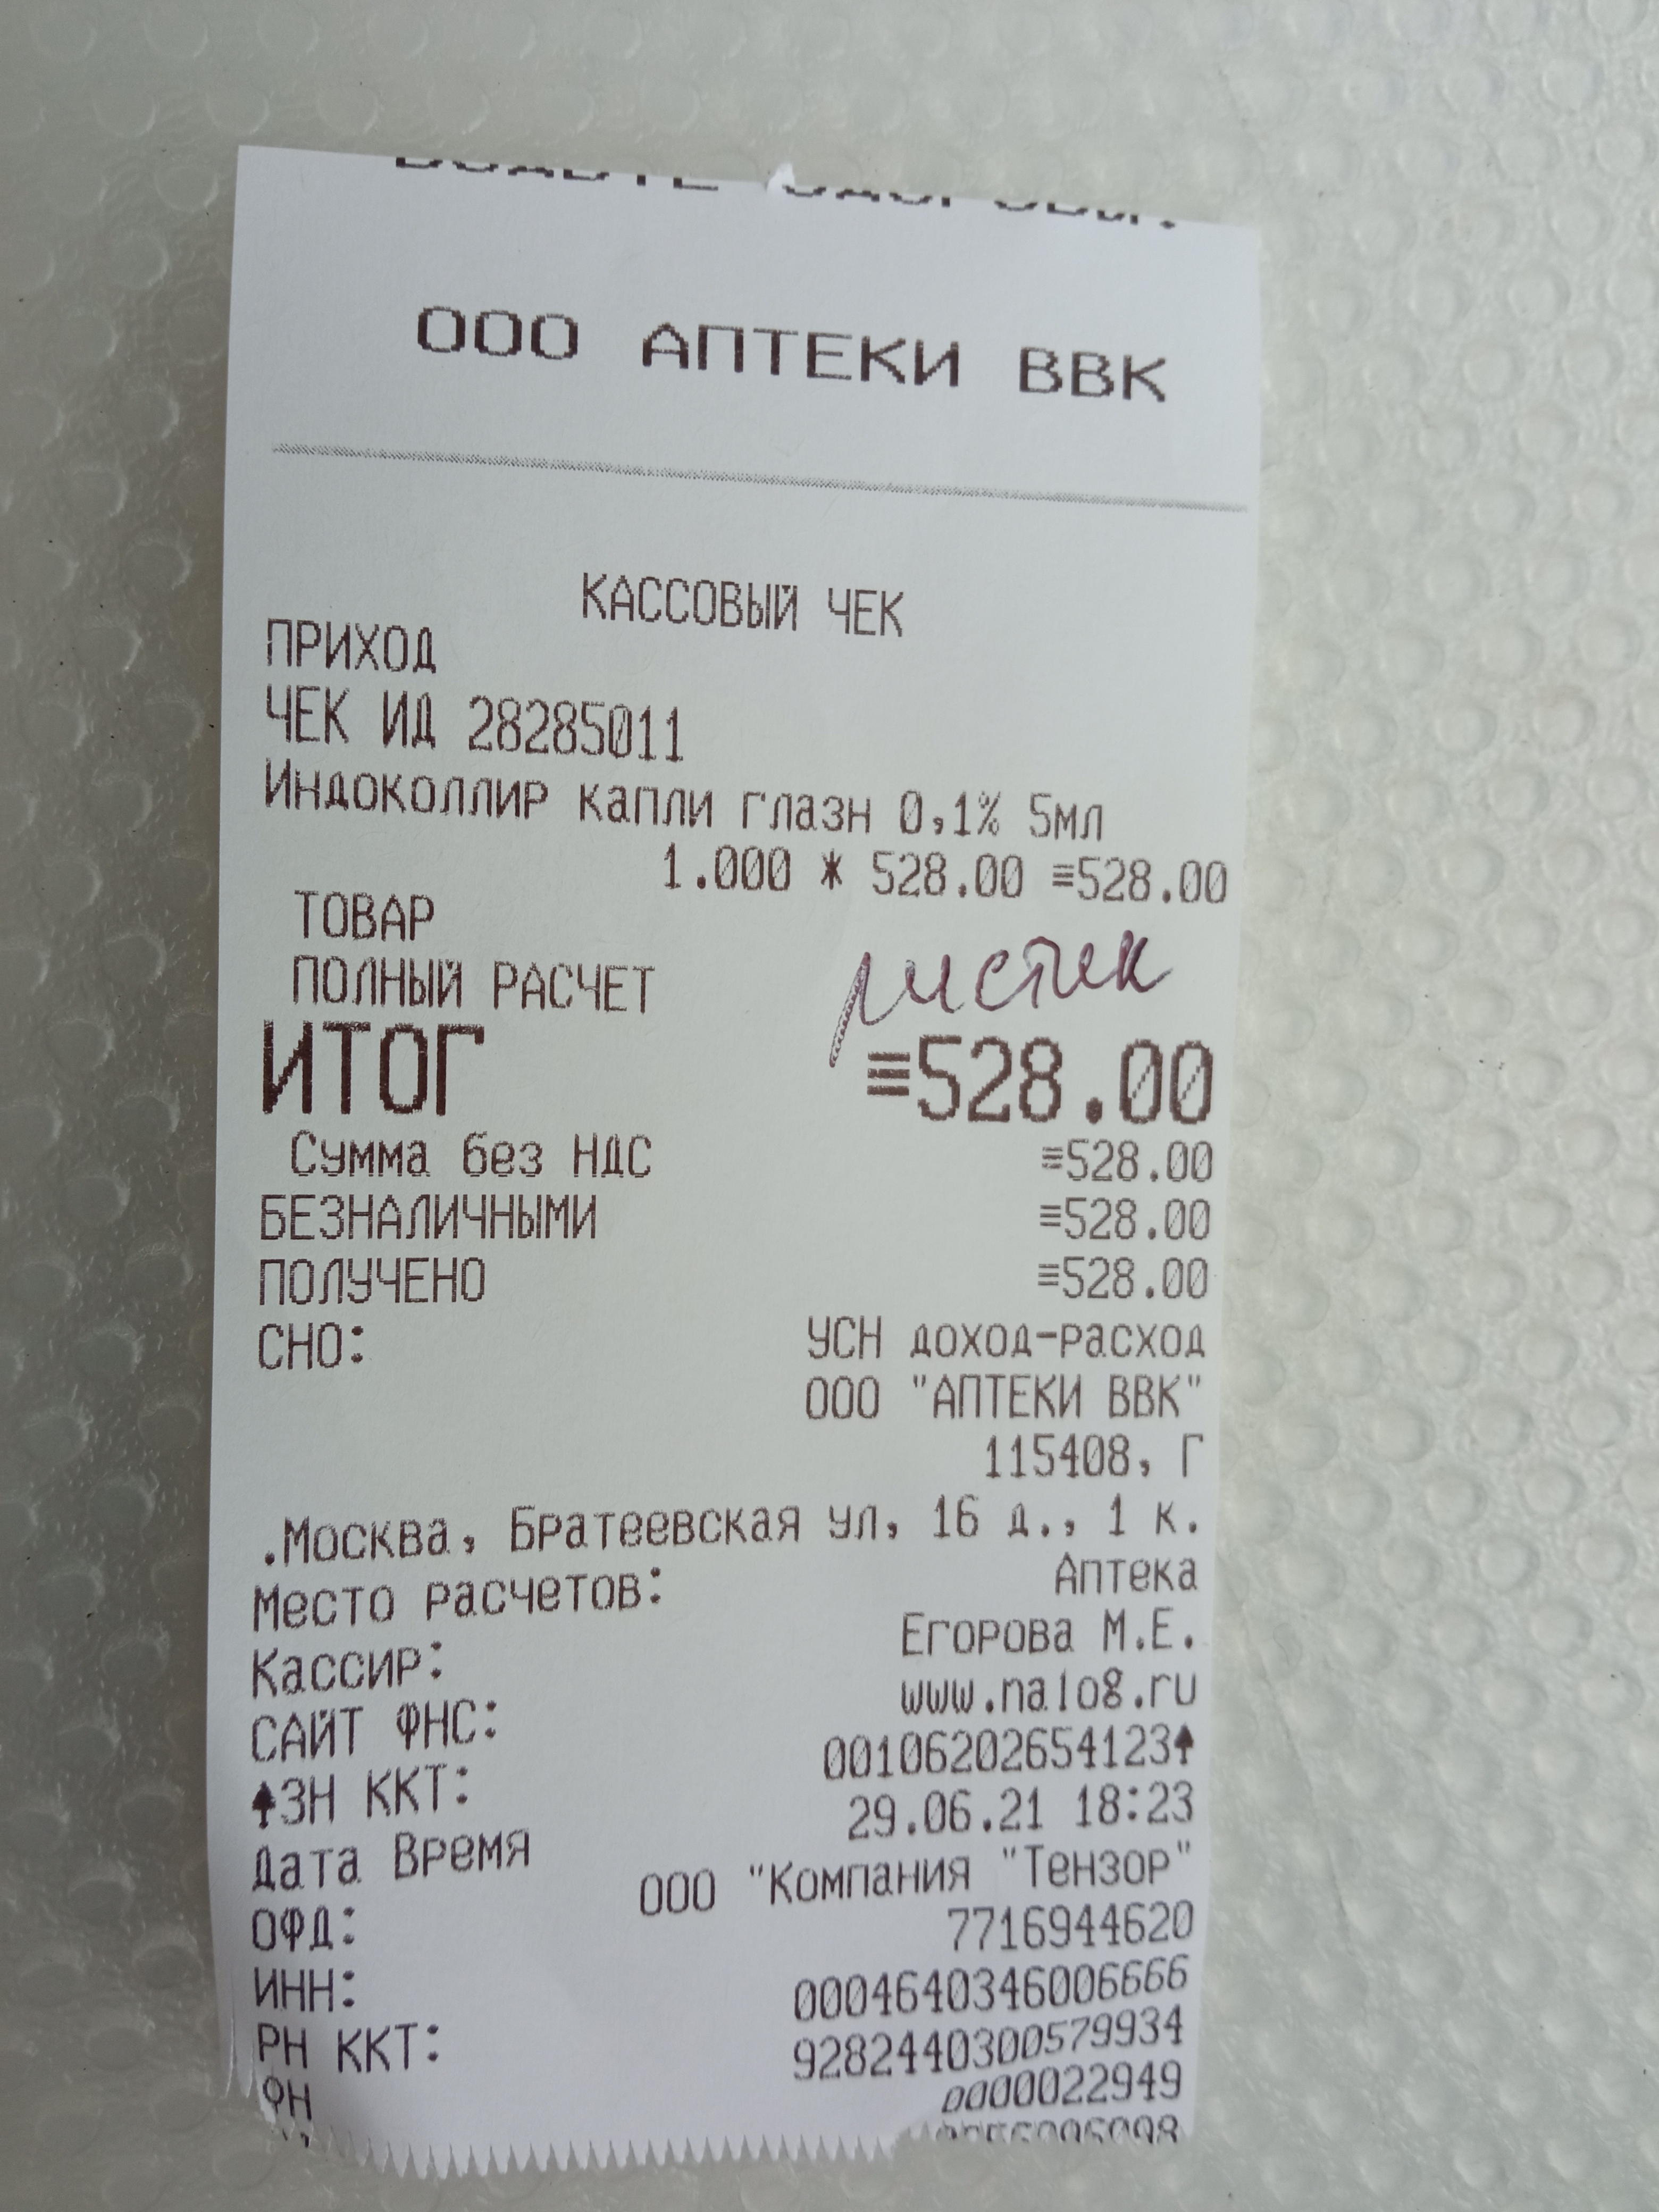 ООО АПТЕКИ ВВК
КАССОВЫЙ ЧЕК
ПРИХОД
ЧЕК ИД 28285011
Индоколлир капли глазн 0,1% 5мл
1.000 * 528.00 ≡528.00
ТОВАР
ПОЛНЫЙ РАСЧЕТ
листик
ИТОГ ≡528.00
Сумма без НДС ≡528.00
БЕЗНАЛИЧНЫМИ ≡528.00
ПОЛУЧЕНО ≡528.00
СНО: УСН доход-расход
ООО "АПТЕКИ ВВК"
115408, Г
.Москва, Братеевская ул, 16 д., 1 к.
Место расчетов: Аптека
Кассир: Егорова М.Е.
САЙТ ФНС: www.nalog.ru
ЗН ККТ: 00106202654123
Дата Время 29.06.21 18:23
ОФД: ООО "Компания "Тензор"
ИНН: 7716944620
РН ККТ: 0004640346006666
ФН 9282440300579934
0000022949